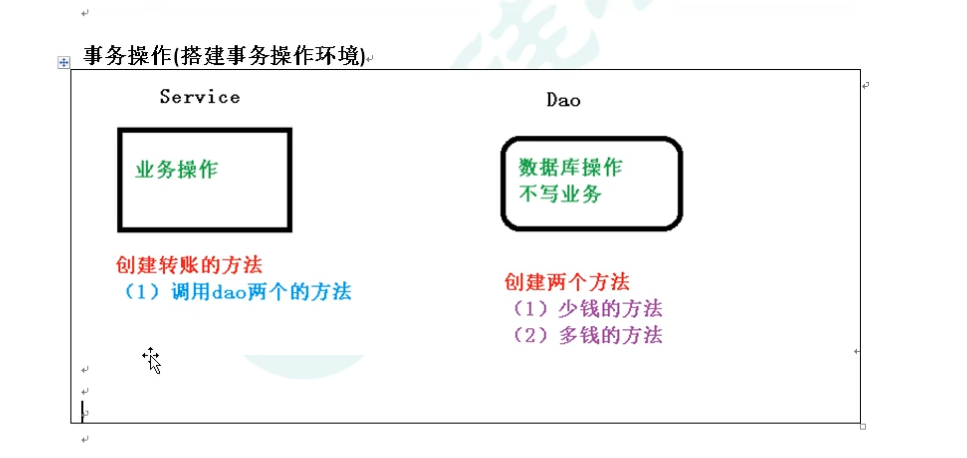 事务操作(搭建事务操作环境)
Service
Dao
业务操作
数据库操作
不写业务
创建转账的方法
（1）调用dao两个的方法
创建两个方法
（1）少钱的方法
（2）多钱的方法